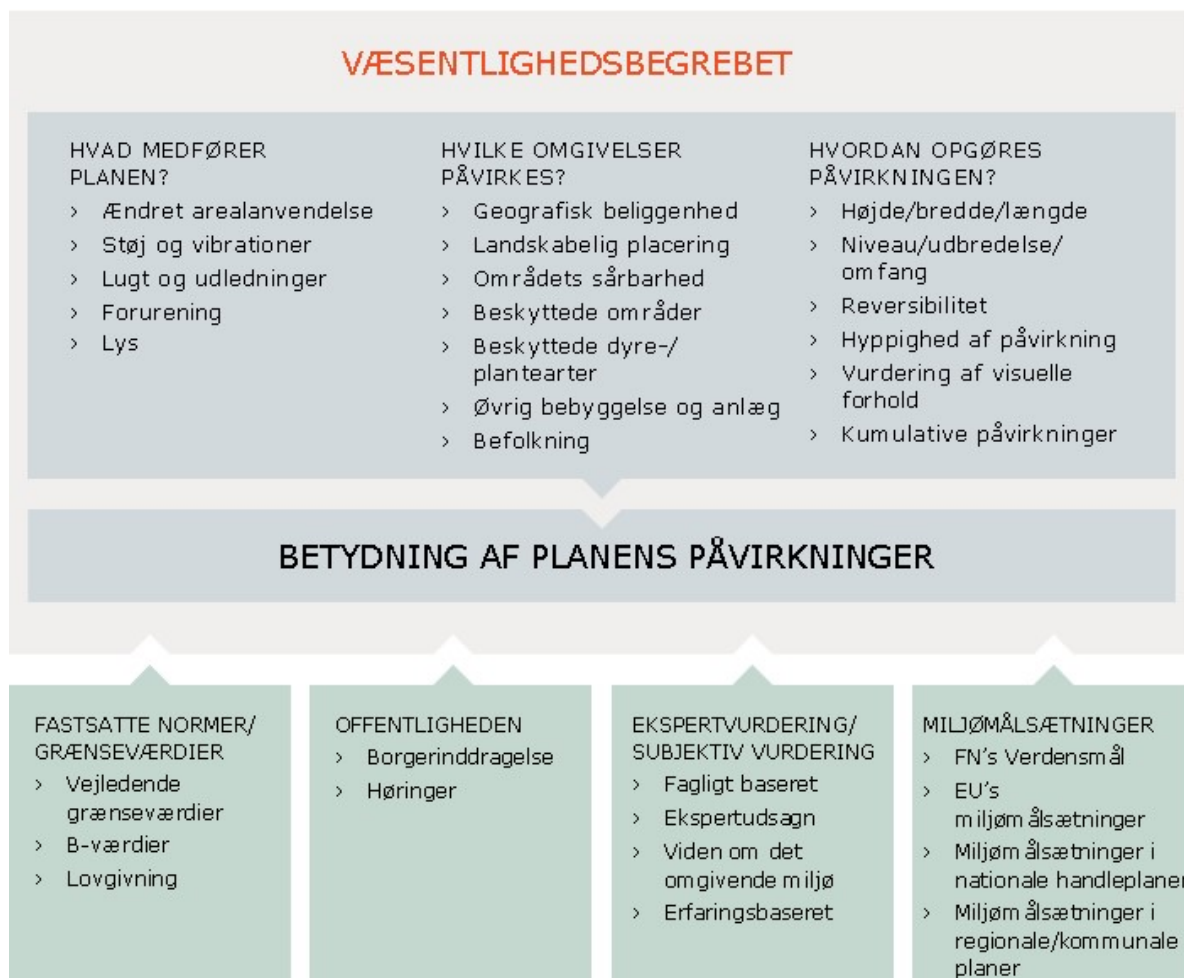 VÆSENTLIGHEDSBEGREBET
HVAD MEDFØRER
PLANEN?
› Ændret arealanvendelse
› Støj og vibrationer
› Lugt og udledninger
› Forurening
› Lys
HVILKE OMGIVELSER
PÅVIRKES?
› Geografisk beliggenhed
› Landskabelig placering
› Områdets sårbarhed
› Beskyttede områder
› Beskyttede dyre-/
plantearter
› Øvrig bebyggelse og anlæg
› Befolkning
HVORDAN OPGØRES
PÅVIRKNINGEN?
› Højde/bredde/længde
› Niveau/udbredelse/
omfang
› Reversibilitet
› Hyppighed af påvirkning
› Vurdering af visuelle
forhold
› Kumulative påvirkninger
BETYDNING AF PLANENS PÅVIRKNINGER
FASTSATTE NORMER/
GRÆNSEVÆRDIER
› Vejledende
grænseværdier
› B-værdier
› Lovgivning
OFFENTLIGHEDEN
› Borgerinddragelse
› Høringer
EKSPERTVURDERING/
SUBJEKTIV VURDERING
› Fagligt baseret
› Ekspertudsagn
› Viden om det
omgivende miljø
› Erfaringsbaseret
MILJØMÅLSÆTNINGER
› FN's Verdensmål
› EU's
miljømålsætninger
› Miljømålsætninger i
nationale handleplaner
› Miljømålsætninger i
regionale/kommunale
planer